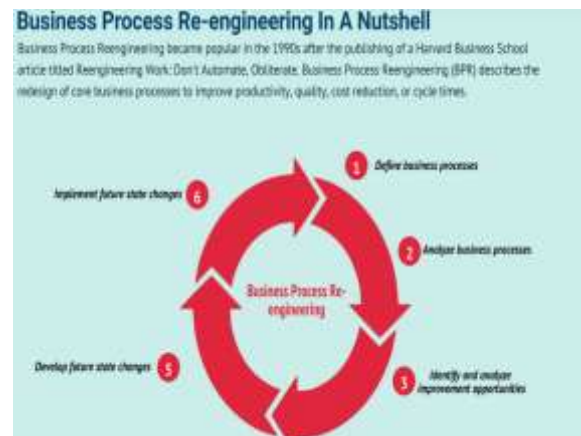 Business Process Re-engineering In A Nutshell
Business Process Reengineering became popular in the 1990s after the publishing of a Harvard Business School
article titled Reengineering Work: Don't Automate, Obliterate. Business Process Reengineering (BPR) describes the
redesign of core business processes to improve productivity, quality, cost reduction, or cycle times.
1 Define business processes
6 Implement future state changes
2 Analyze business processes
Business Process Re-
engineering
5 Develop future state changes
3 Identify and analyze
improvement opportunities